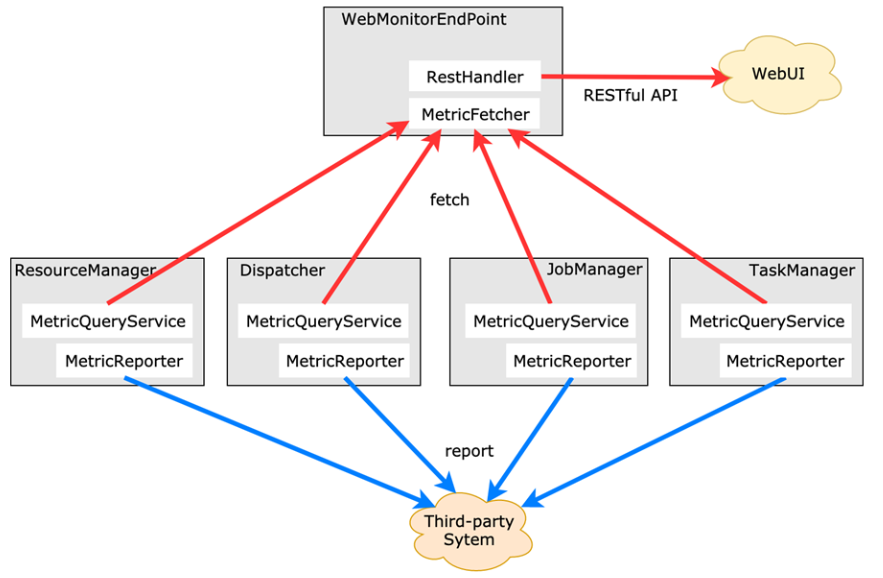 WebMonitorEndPoint
RestHandler
WebUI
RESTful API
MetricFetcher
fetch
ResourceManager
Dispatcher
JobManager
TaskManager
MetricQueryService
MetricQueryService
MetricQueryService
MetricQueryService
MetricReporter
MetricReporter
MetricReporter
MetricReporter
report
Third-party
Sytem